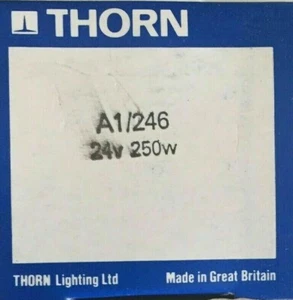 THORN
A1/246
24v 250w
THORN Lighting Ltd
Made in Great Britain